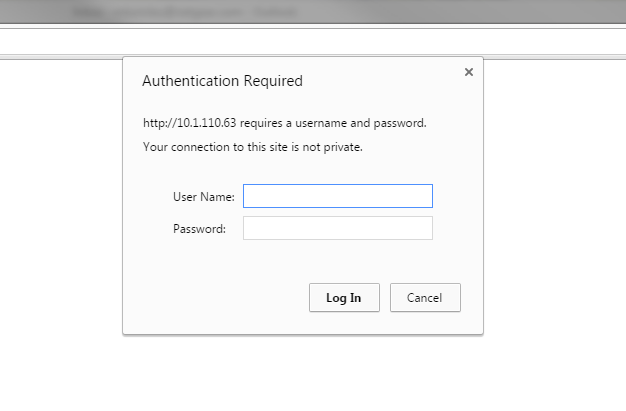 Authentication Required
http://10.1.110.63 requires a username and password.
Your connection to this site is not private.
User Name:
Password:
Log In
Cancel